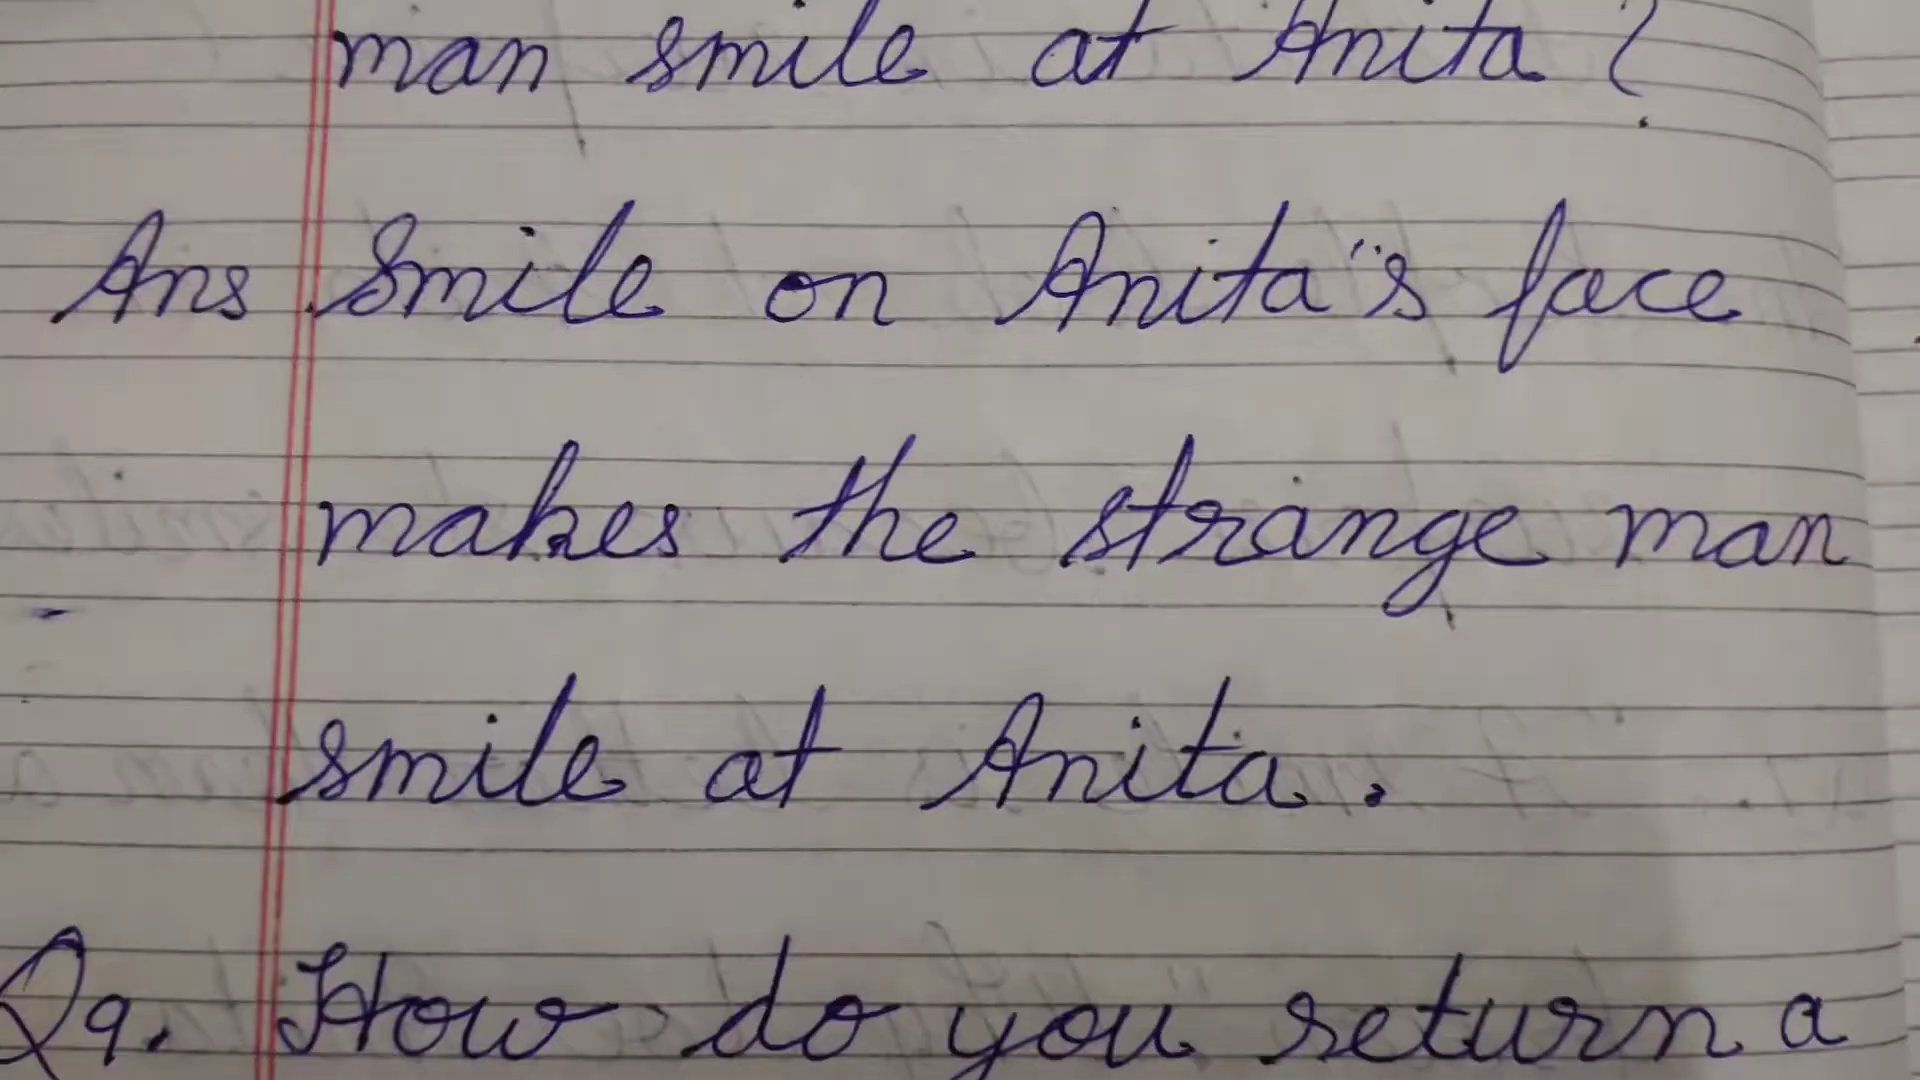 man smile at Anita?
Ans Smile on Anita"s face
makes the strange man
smile at Anita.
Q9. How do you return a